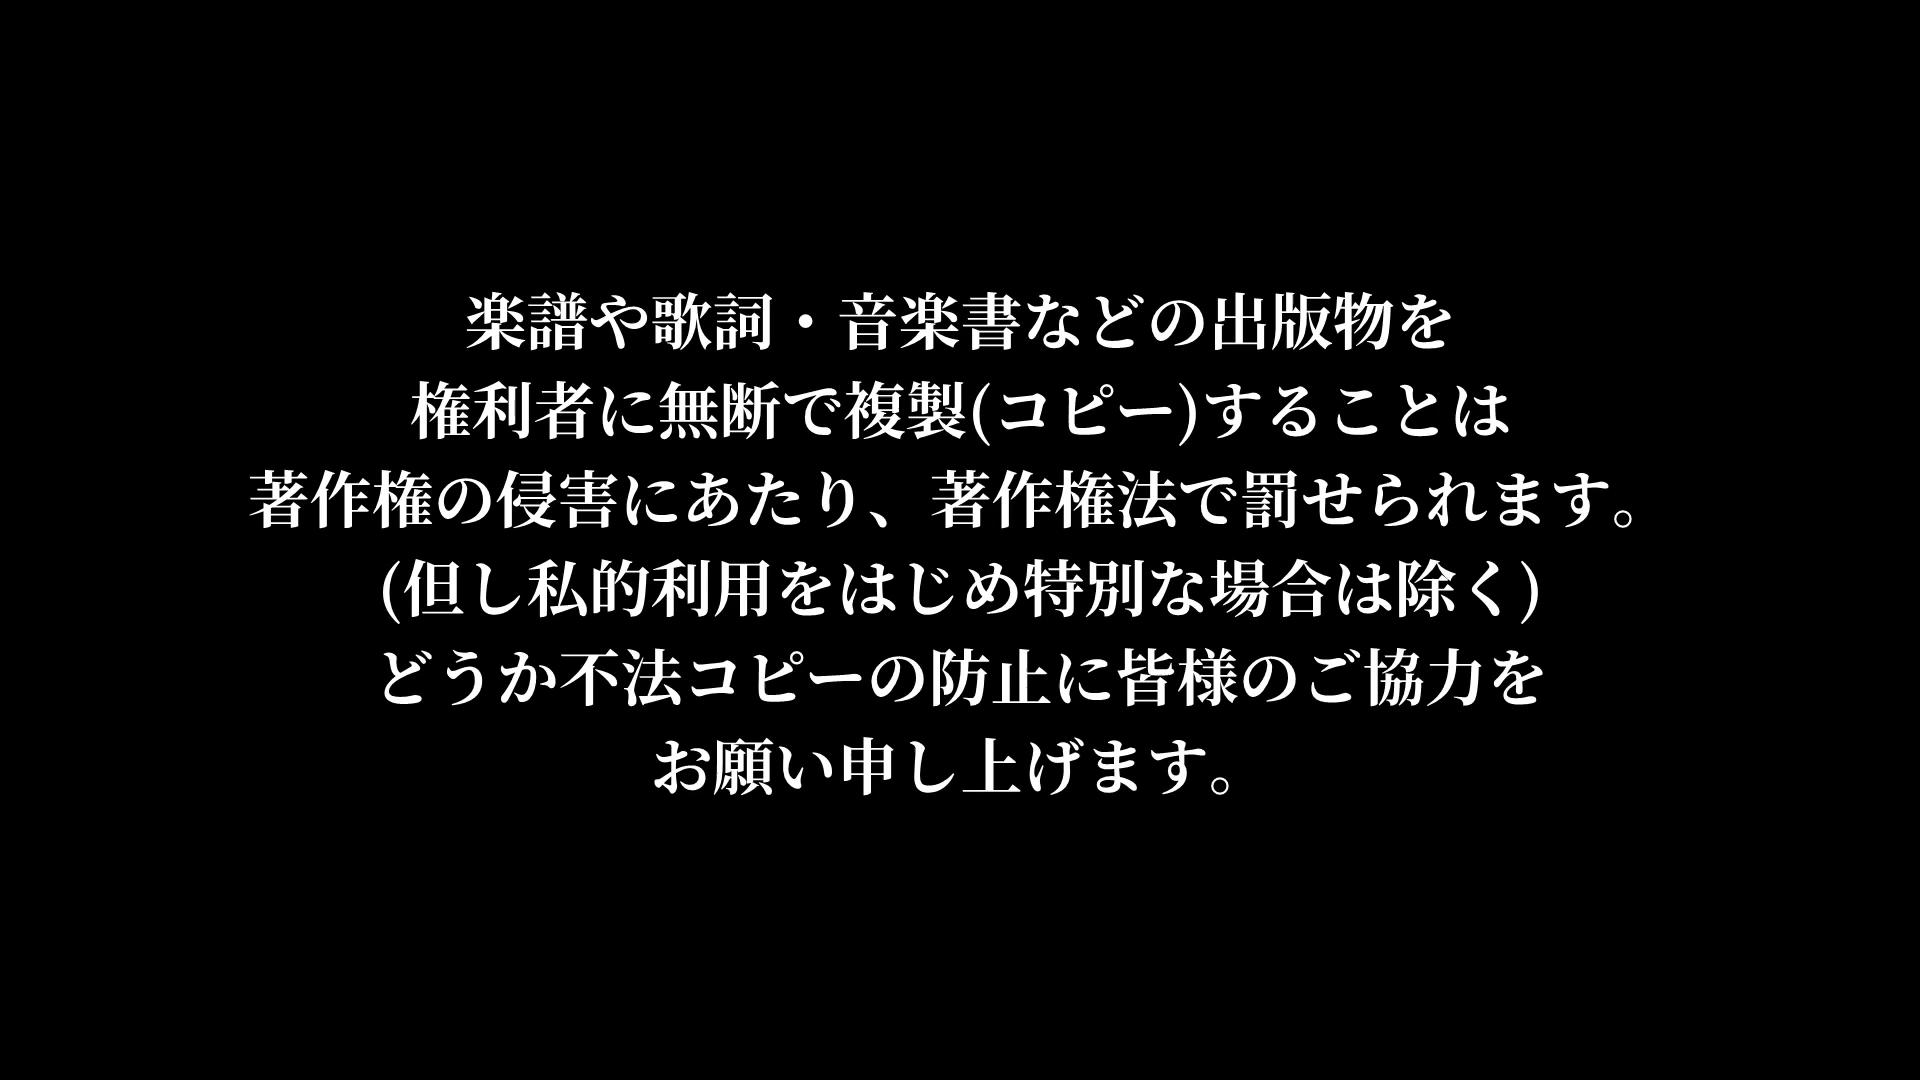 楽譜や歌詞・音楽書などの出版物を
権利者に無断で複製(コピー)することは
著作権の侵害にあたり、著作権法で罰せられます。
(但し私的利用をはじめ特別な場合は除く)
どうか不法コピーの防止に皆様のご協力を
お願い申し上げます。